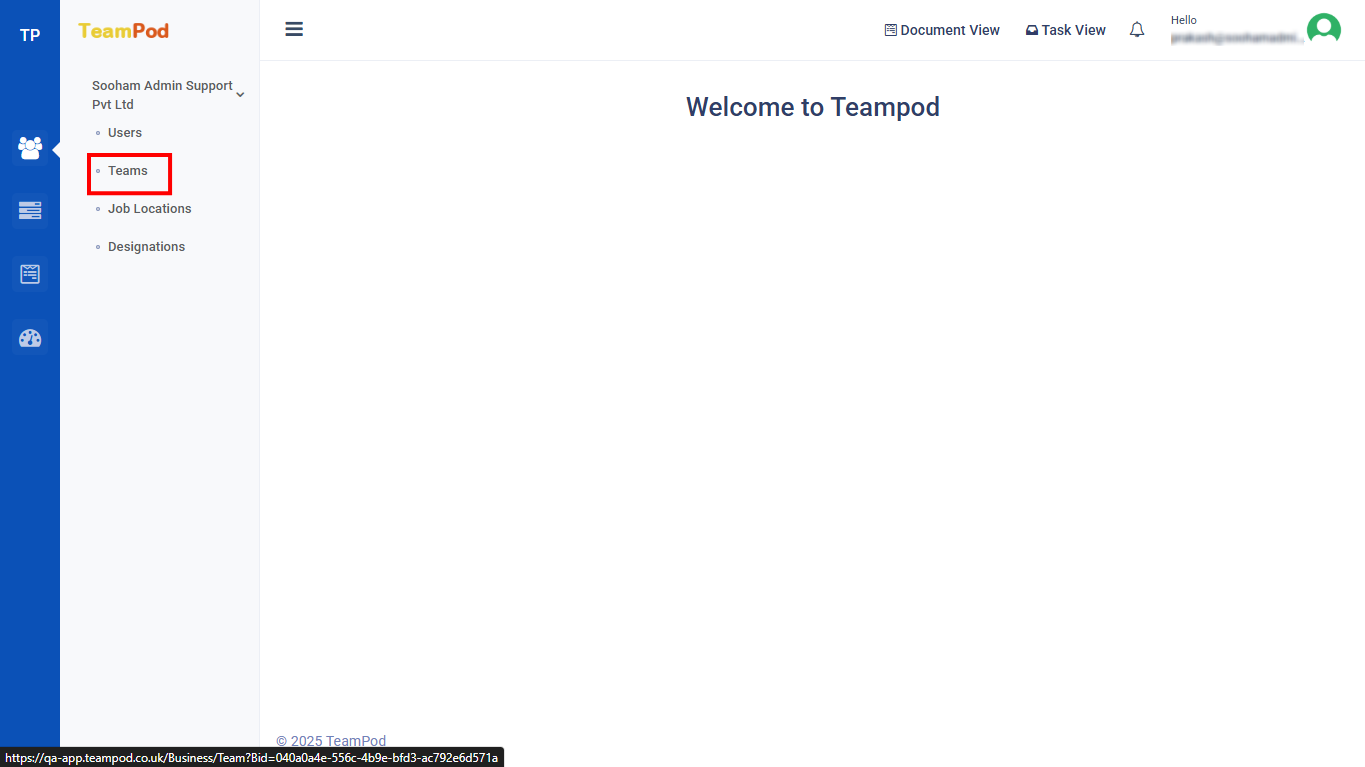 TP
TeamPod
Document View
Task View
Hello
Sooham Admin Support
Pvt Ltd
Users
Teams
Job Locations
Designations
Welcome to Teampod
© 2025 TeamPod
https://qa-app.teampod.co.uk/Business/Team?Bid=040a0a4e-556c-4b9e-bfd3-ac792e6d571a